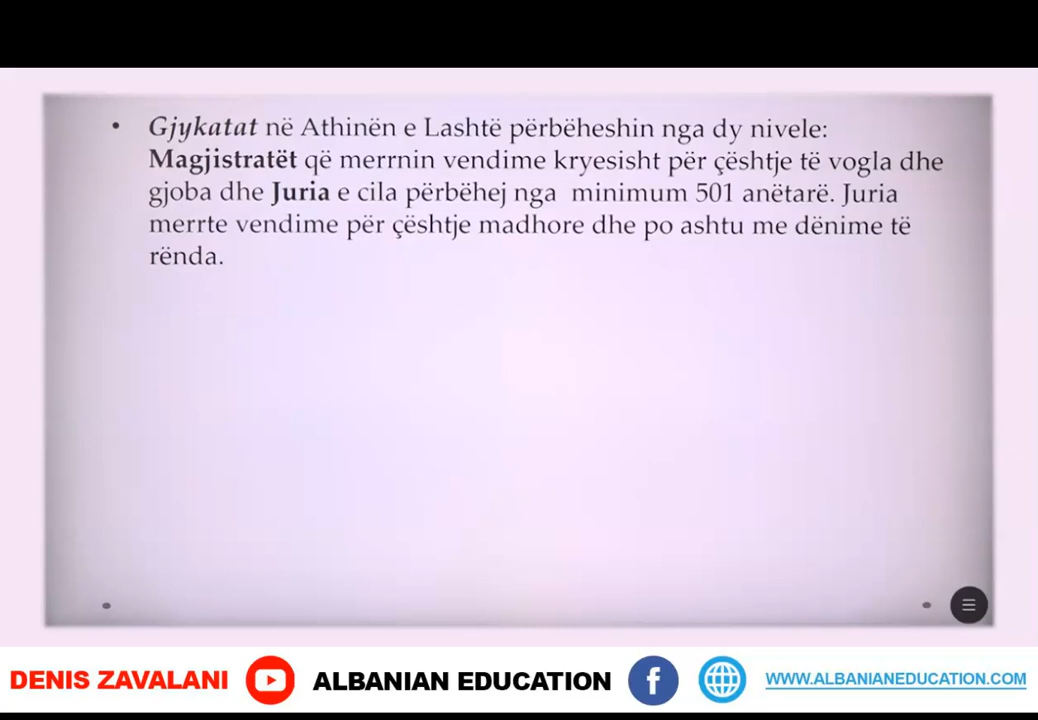 • Gjykatat në Athinën e Lashtë përbëheshin nga dy nivele:
Magjistratët që merrnin vendime kryesisht për çështje të vogla dhe
gjoba dhe Juria e cila përbëhej nga minimum 501 anëtarë. Juria
merrte vendime për çështje madhore dhe po ashtu me dënime të
rënda.
DENIS ZAVALANI ALBANIAN EDUCATION f WWW.ALBANIANEDUCATION.COM